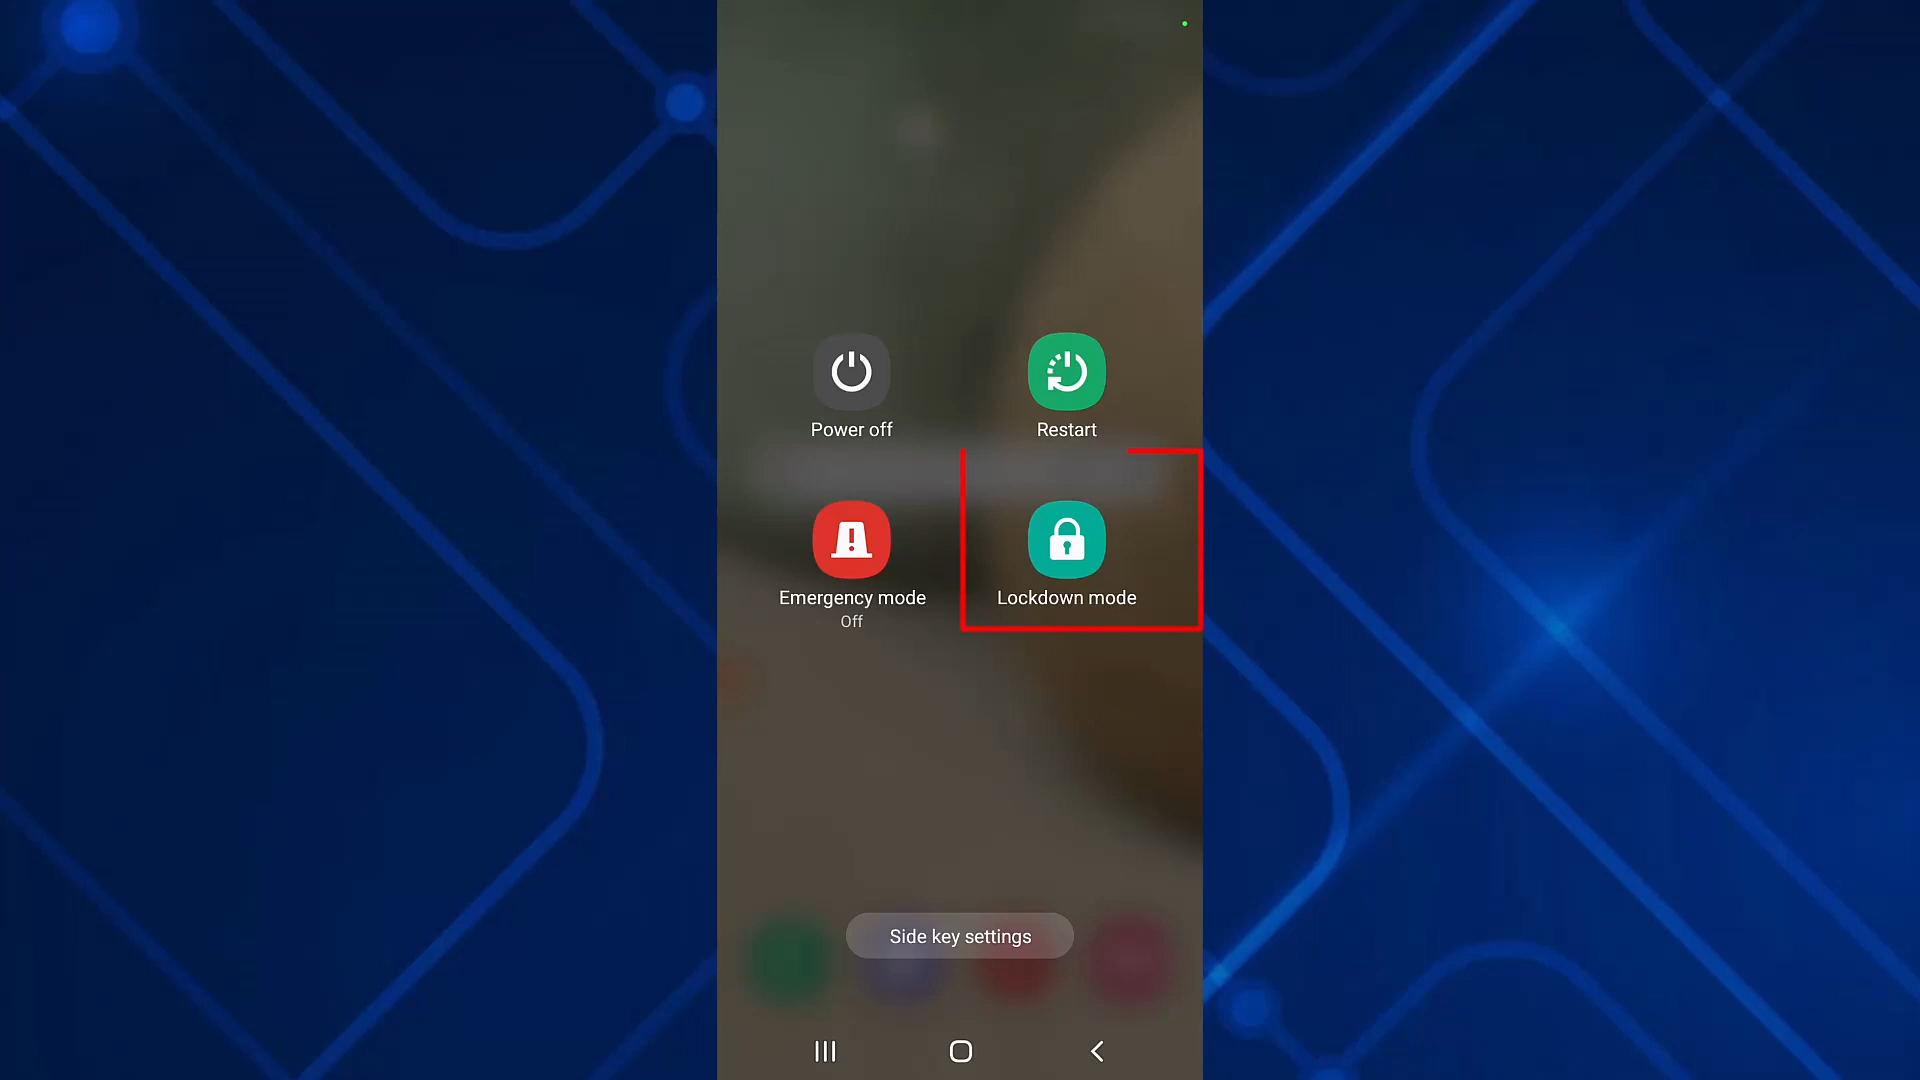 Power off
Restart
Emergency mode
Off
Lockdown mode
Side key settings